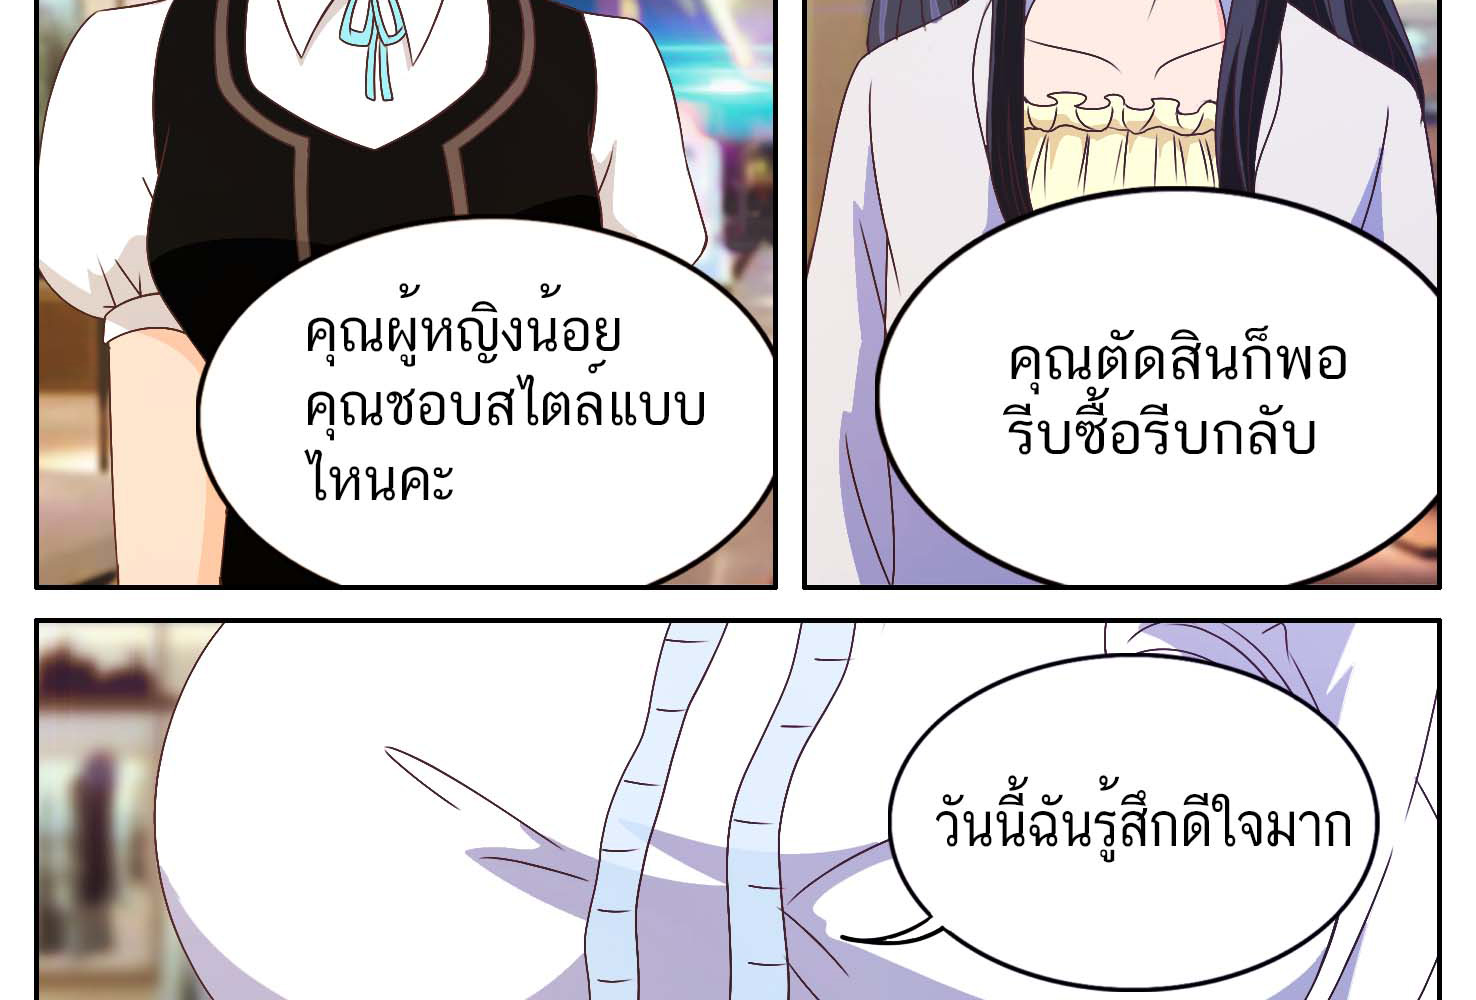 คุณผู้หญิงน้อย
คุณชอบสไตล์แบบ
ไหนคะ
คุณตัดสินก็พอ
รีบซื้อรีบกลับ
วันนี้ฉันรู้สึกดีใจมาก